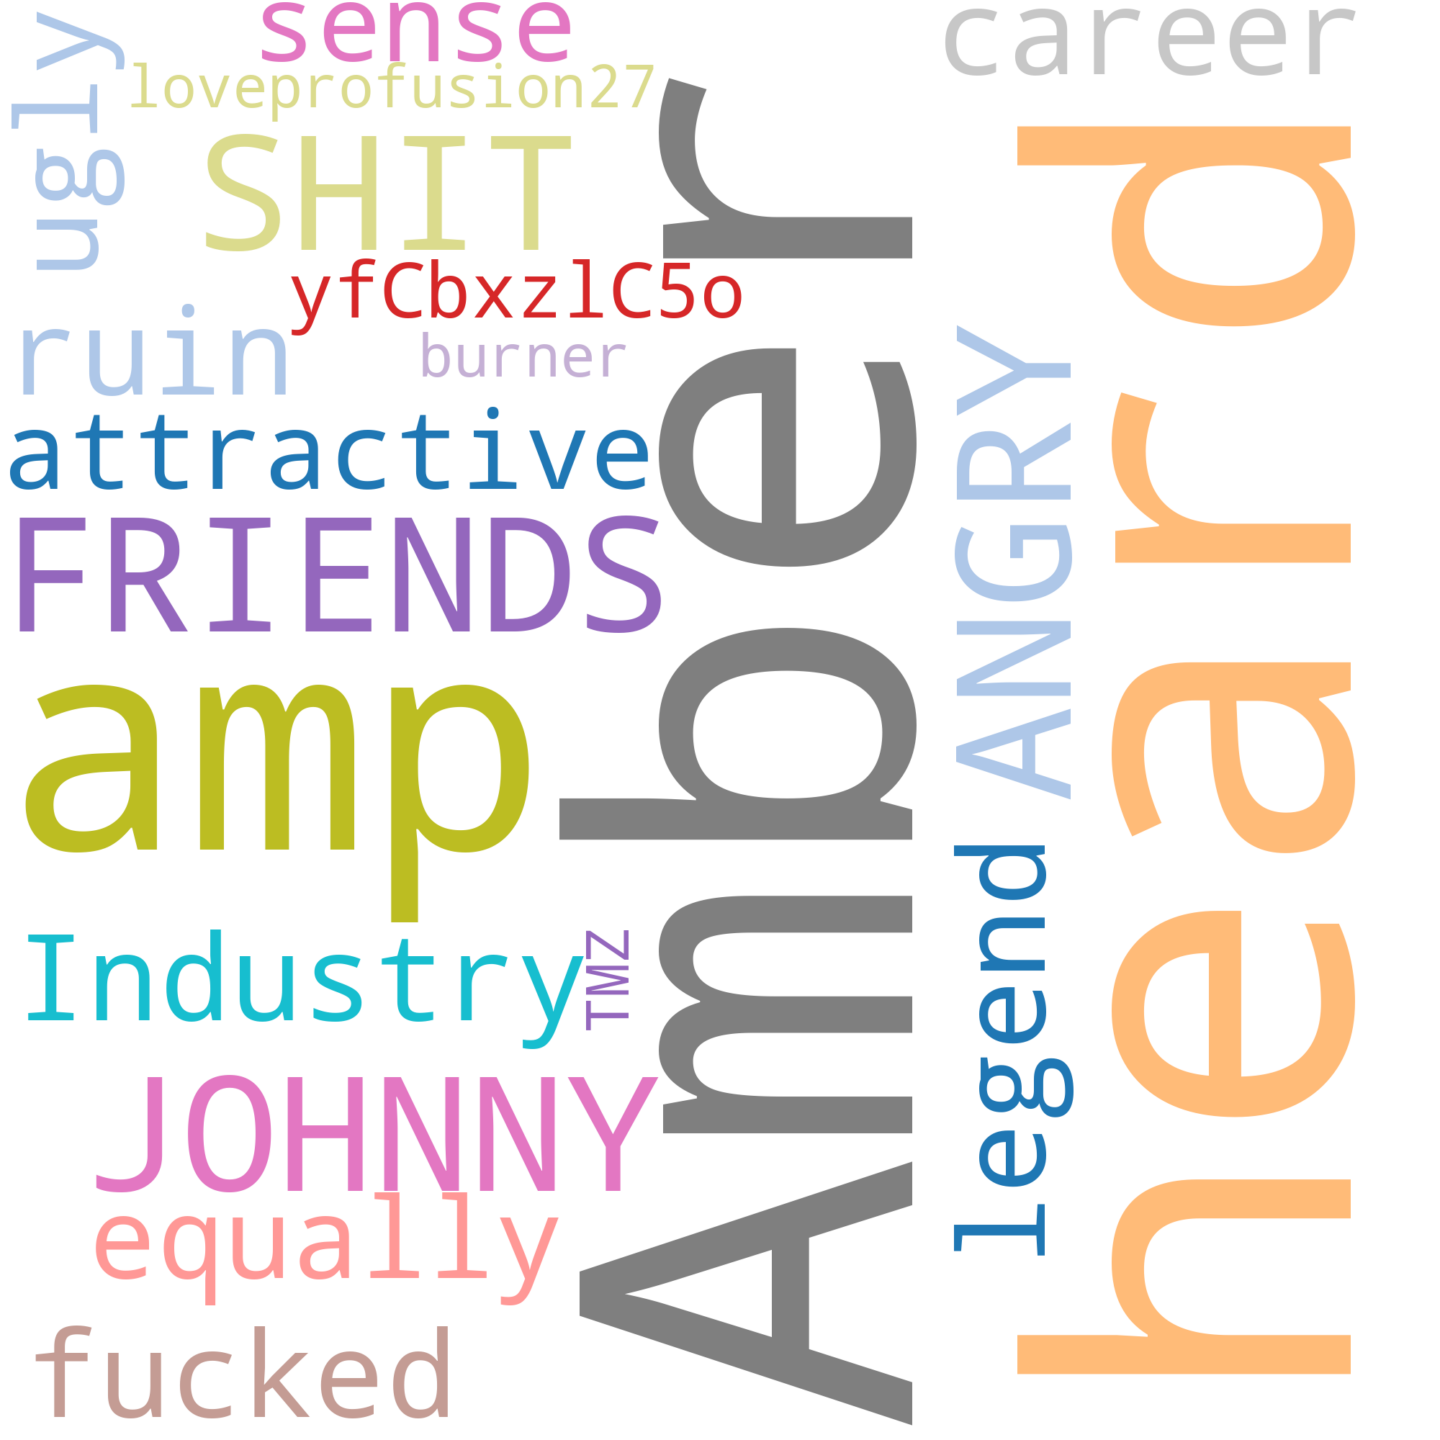 sense
career
loveprofusion27
ugly
SHIT
yfCbxzlC5o
ruin
burner
attractive
FRIENDS
amp
Amber
ANGRY
heard
Industry
TMZ
legend
JOHNNY
equally
fucked